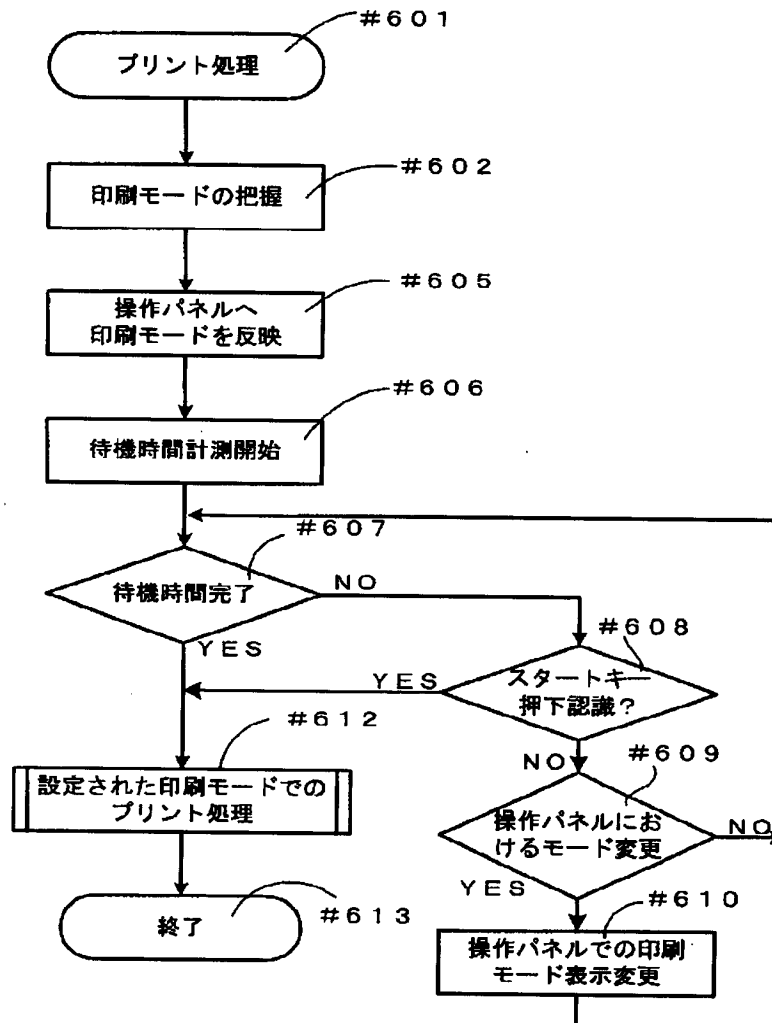 #601
プリント処理
#602
印刷モードの把握
#605
操作パネルへ
印刷モードを反映
#606
待機時間計測開始
#607
待機時間完了
NO
YES
#608
スタートキー
押下認識?
YES
NO
#609
操作パネルにお
けるモード変更
NO
YES
#610
操作パネルでの印刷
モード表示変更
#612
設定された印刷モードでの
プリント処理
#613
終了